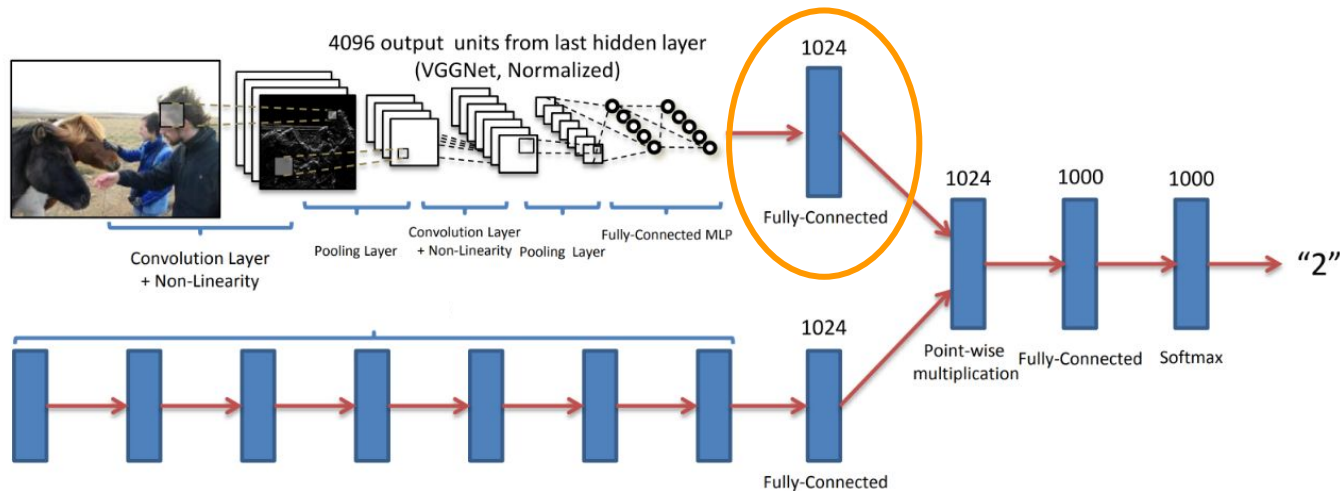 4096 output units from last hidden layer
(VGGNet, Normalized)
1024
Fully-Connected
Convolution Layer
+ Non-Linearity
Pooling Layer
Convolution Layer
+ Non-Linearity
Pooling Layer
Fully-Connected MLP
1024
1000
1000
"2"
Point-wise
multiplication
Fully-Connected
Softmax
1024
Fully-Connected